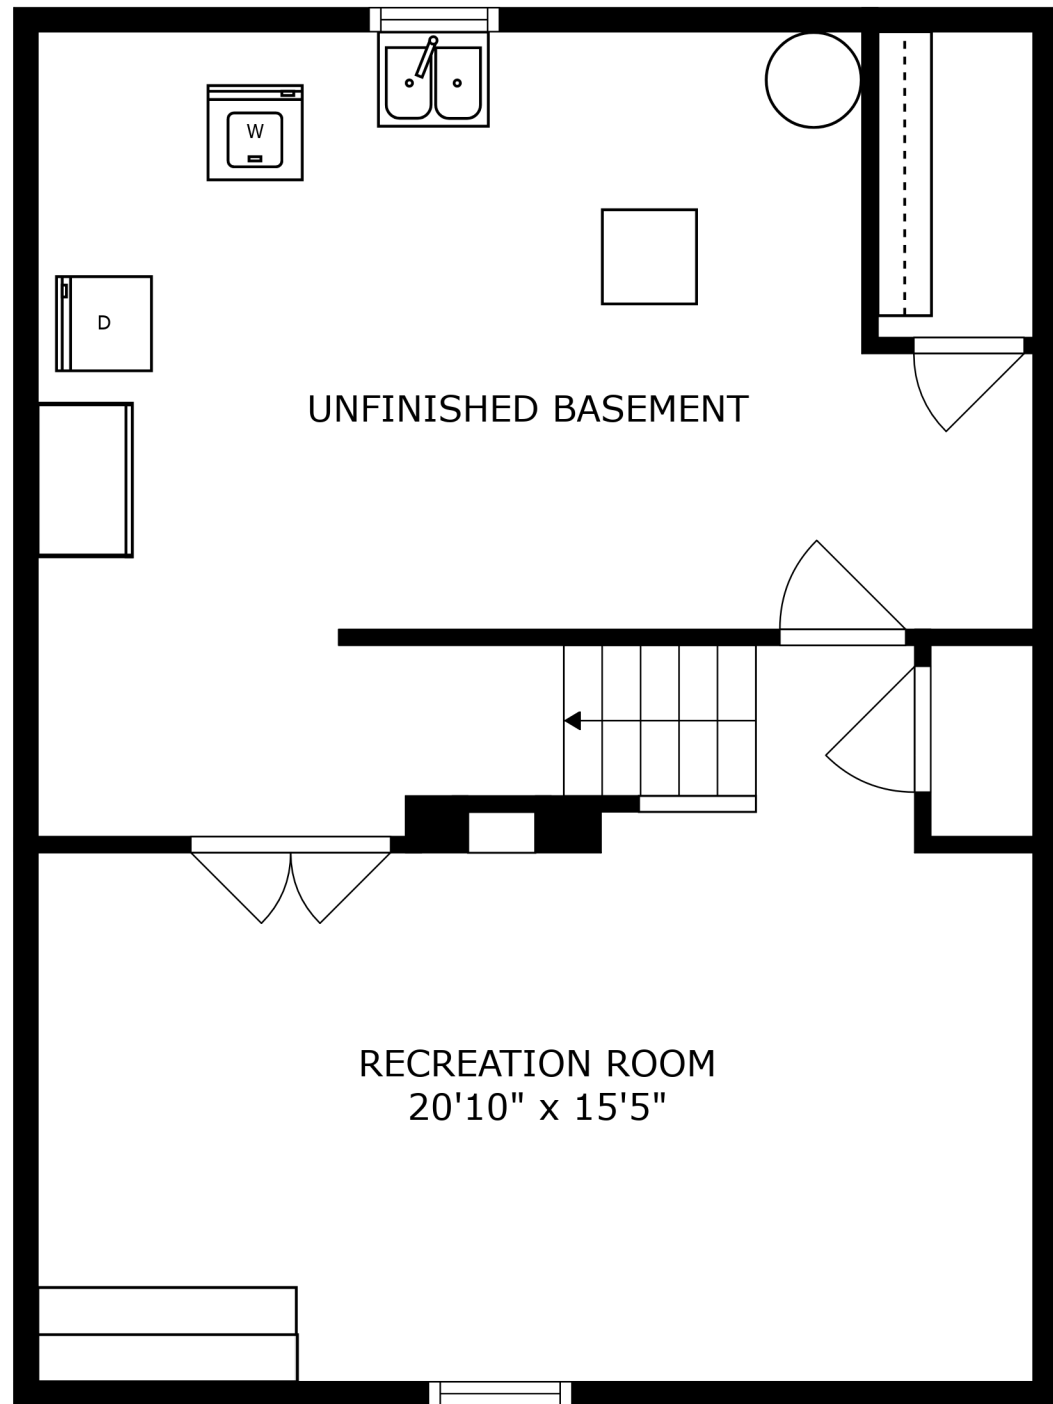 W
D
UNFINISHED BASEMENT
RECREATION ROOM
20'10" x 15'5"